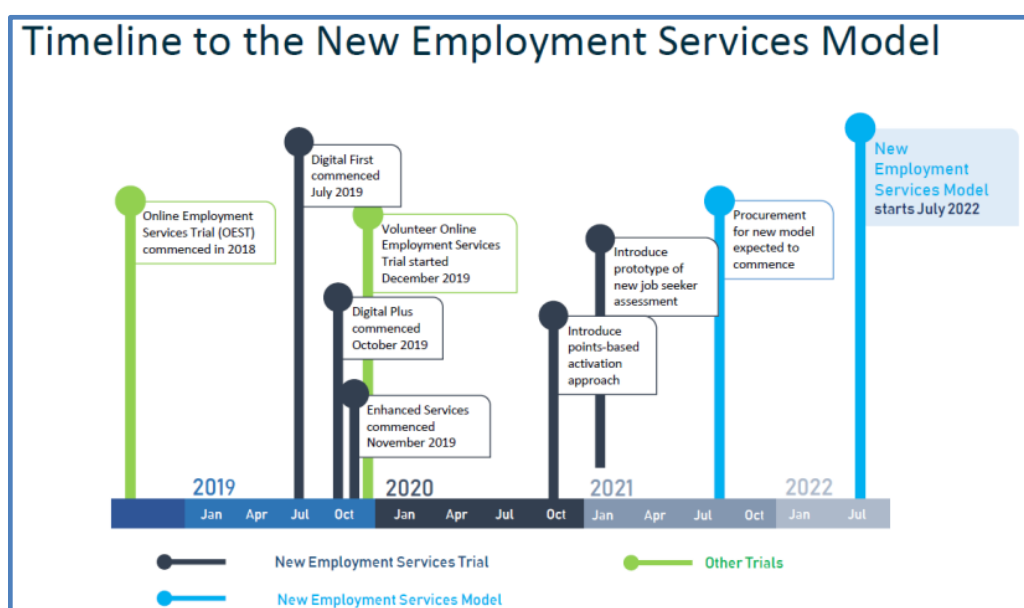 Timeline to the New Employment Services Model
Digital First
commenced
July 2019
New
Employment
Services Model
starts July 2022
Online Employment
Services Trial (OEST)
commenced in 2018
Volunteer Online
Employment Services
Trial started
December 2019
Procurement
for new model
expected to
commence
Introduce
prototype of
new job seeker
assessment
Digital Plus
commenced
October 2019
Introduce
points-based
activation
approach
Enhanced Services
commenced
November 2019
2019 2020 2021 2022
Jan Apr Jul Oct Jan Apr Jul Oct Jan Apr Jul Oct Jan Jul
New Employment Services Trial
Other Trials
New Employment Services Model